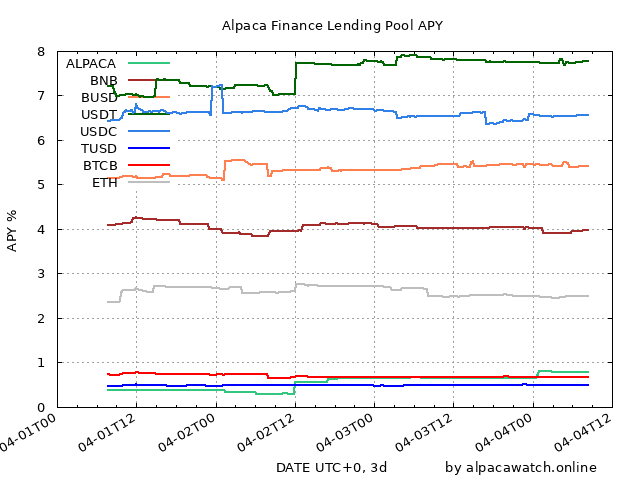 Alpaca Finance Lending Pool APY
APY %
8
7
6
5
4
3
2
1
0
ALPACA
BNB
BUSD
USDT
USDC
TUSD
BTCB
ETH
04-01T00
04-01T12
04-02T00
04-02T12
04-03T00
04-03T12
04-04T00
04-04T12
DATE UTC+0, 3d
by alpacawatch.online